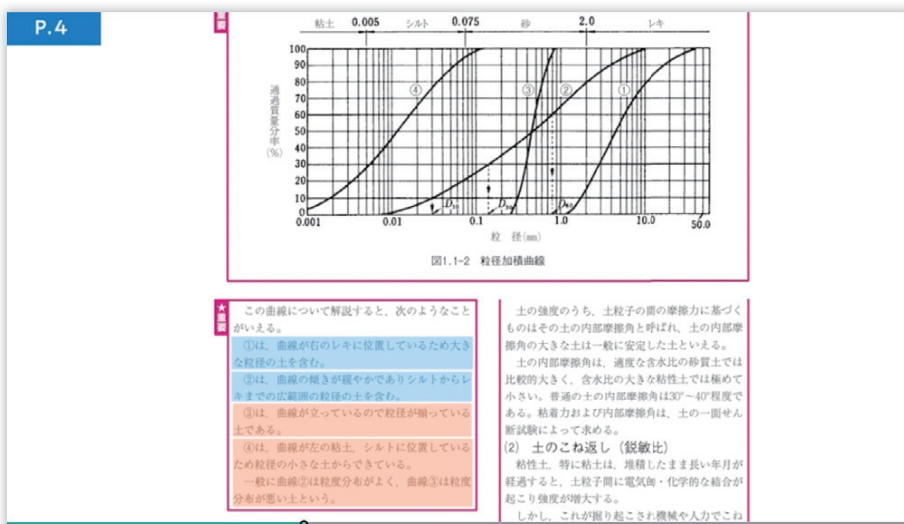 P.4
要
粘土 0.005 シルト 0.075 砂 2.0 レキ
通過質量分率(%)
100
90
80
70
60
50
40
30
20
10
0
④
③
②
①
D10
D30
D60
0.001 0.01 0.1 1.0 10.0 50.0
粒 径(mm)
図1.1-2 粒径加積曲線
★重要
この曲線について解説すると、次のようなこと
がいえる。
①は、曲線が右のレキに位置しているため大き
な粒径の土を含む。
②は、曲線の傾きが緩やかでありシルトからレ
キまでの広範囲の粒径の土を含む。
③は、曲線が立っているので粒径が揃っている
土である。
④は、曲線が左の粘土、シルトに位置している
ため粒径の小さな土からできている。
一般に曲線②は粒度分布がよく、曲線③は粒度
分布が悪い土という。
土の強度のうち、土粒子の間の摩擦力に基づく
ものはその土の内部摩擦角と呼ばれ、土の内部摩
擦角の大きな土は一般に安定した土といえる。
土の内部摩擦角は、適度な含水比の砂質土では
比較的大きく、含水比の大きな粘性土では極めて
小さい。普通の土の内部摩擦角は30°～40°程度で
ある。粘着力および内部摩擦角は、土の一面せん
断試験によって求める。
(2) 土のこね返し（鋭敏比）
粘性土、特に粘土は、堆積したまま長い年月が
経過すると、土粒子間に電気的・化学的な結合が
起こり強度が増大する。
しかし、これが掘り起こされ機械や人力でこね